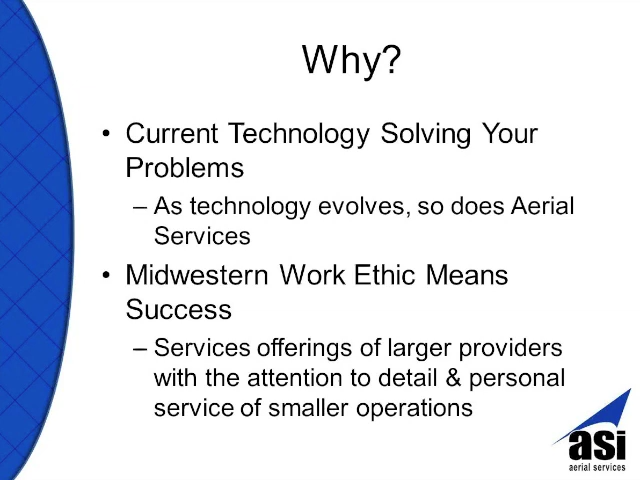 Why?
• Current Technology Solving Your
Problems
– As technology evolves, so does Aerial
Services
• Midwestern Work Ethic Means
Success
– Services offerings of larger providers
with the attention to detail & personal
service of smaller operations
asi
aerial services